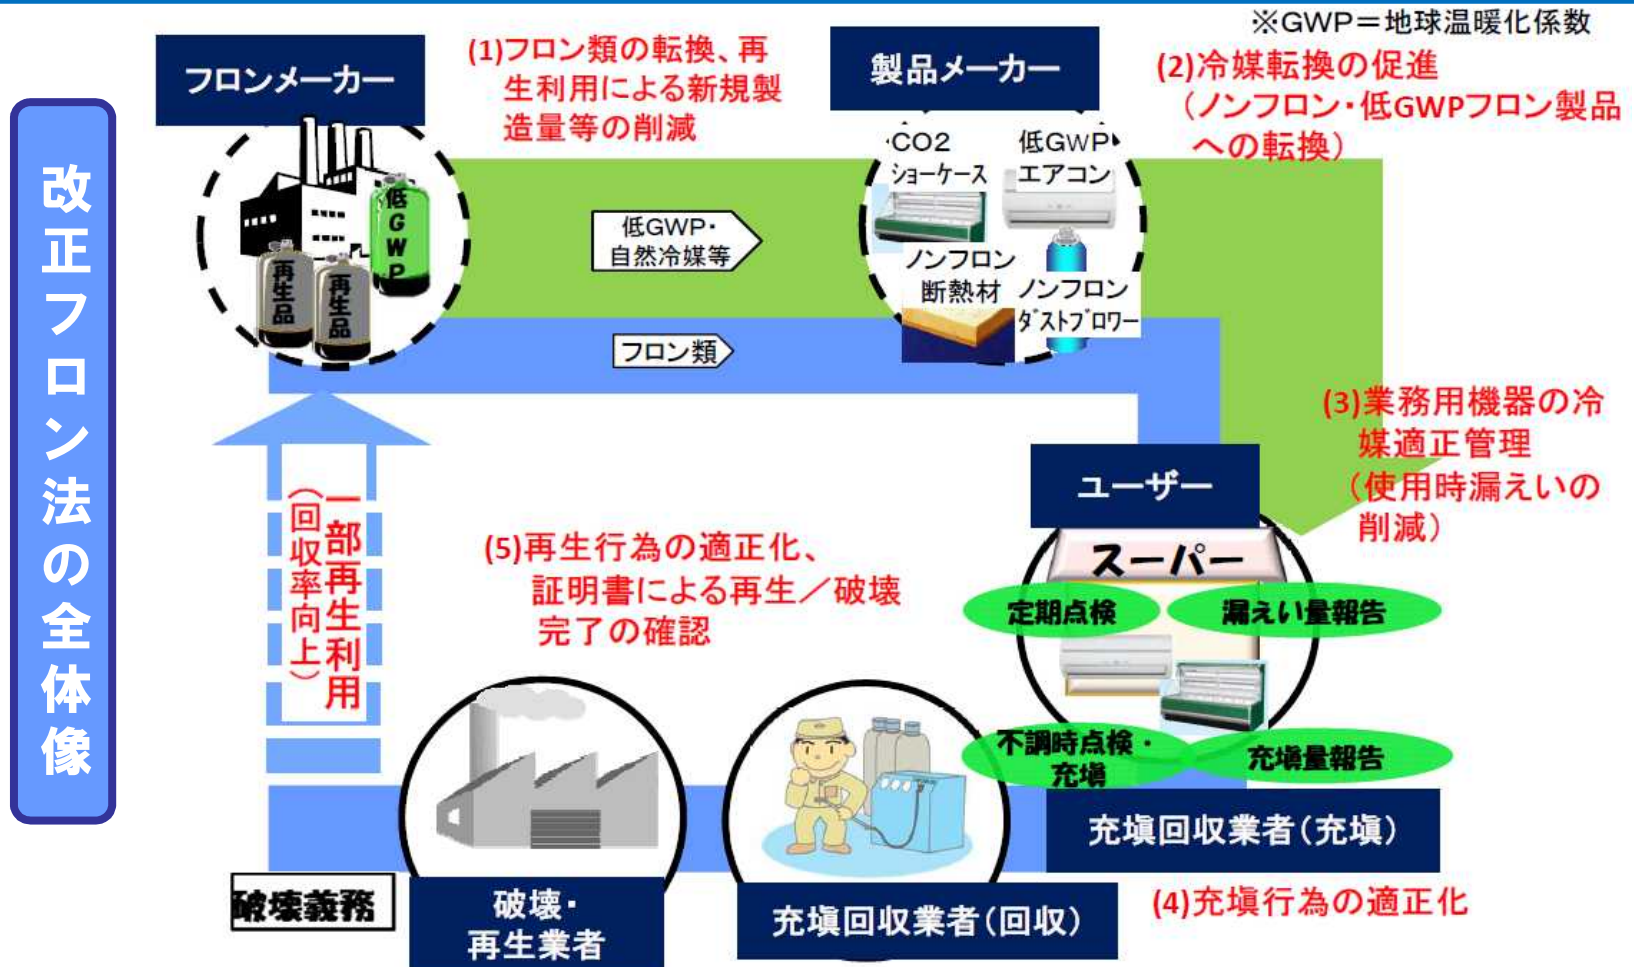 ※GWP＝地球温暖化係数
改正フロン法の全体像
フロンメーカー
(1)フロン類の転換、再
生利用による新規製
造量等の削減
製品メーカー
(2)冷媒転換の促進
（ノンフロン・低GWPフロン製品
への転換）
低GWP
再生品
再生品
低GWP・
自然冷媒等
フロン類
CO2
ショーケース
低GWP
エアコン
ノンフロン
断熱材
ノンフロン
ダストブロワー
(3)業務用機器の冷
媒適正管理
（使用時漏えいの
削減）
ユーザー
スーパー
定期点検
漏えい量報告
不調時点検・
充塡
充塡量報告
一部再生利用
（回収率向上）
(5)再生行為の適正化、
証明書による再生／破壊
完了の確認
充塡回収業者（充塡）
(4)充塡行為の適正化
充塡回収業者（回収）
破壊・
再生業者
破壊義務